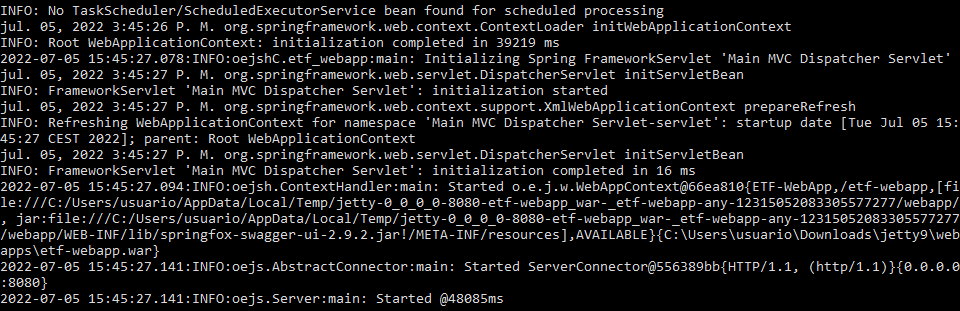 INFO: No TaskScheduler/ScheduledExecutorService bean found for scheduled processing
jul. 05, 2022 3:45:26 P. M. org.springframework.web.context.ContextLoader initWebApplicationContext
INFO: Root WebApplicationContext: initialization completed in 39219 ms
2022-07-05 15:45:27.078:INFO:oejshC.etf_webapp:main: Initializing Spring FrameworkServlet 'Main MVC Dispatcher Servlet'
jul. 05, 2022 3:45:27 P. M. org.springframework.web.servlet.DispatcherServlet initServletBean
INFO: FrameworkServlet 'Main MVC Dispatcher Servlet': initialization started
jul. 05, 2022 3:45:27 P. M. org.springframework.web.context.support.XmlWebApplicationContext prepareRefresh
INFO: Refreshing WebApplicationContext for namespace 'Main MVC Dispatcher Servlet-servlet': startup date [Tue Jul 05 15:
45:27 CEST 2022]; parent: Root WebApplicationContext
jul. 05, 2022 3:45:27 P. M. org.springframework.web.servlet.DispatcherServlet initServletBean
INFO: FrameworkServlet 'Main MVC Dispatcher Servlet': initialization completed in 16 ms
2022-07-05 15:45:27.094:INFO:oejsh.ContextHandler:main: Started o.e.j.w.WebAppContext@66ea810{ETF-WebApp,/etf-webapp,[fi
le:///C:/Users/usuario/AppData/Local/Temp/jetty-0_0_0_0-8080-etf-webapp_war-_etf-webapp-any-12315052083305577277/webapp/
, jar:file:///C:/Users/usuario/AppData/Local/Temp/jetty-0_0_0_0-8080-etf-webapp_war-_etf-webapp-any-12315052083305577277
/webapp/WEB-INF/lib/springfox-swagger-ui-2.9.2.jar!/META-INF/resources],AVAILABLE}{C:\Users\usuario\Downloads\jetty9\web
apps\etf-webapp.war}
2022-07-05 15:45:27.141:INFO:oejs.AbstractConnector:main: Started ServerConnector@556389bb{HTTP/1.1, (http/1.1)}{0.0.0.0
:8080}
2022-07-05 15:45:27.141:INFO:oejs.Server:main: Started @48085ms